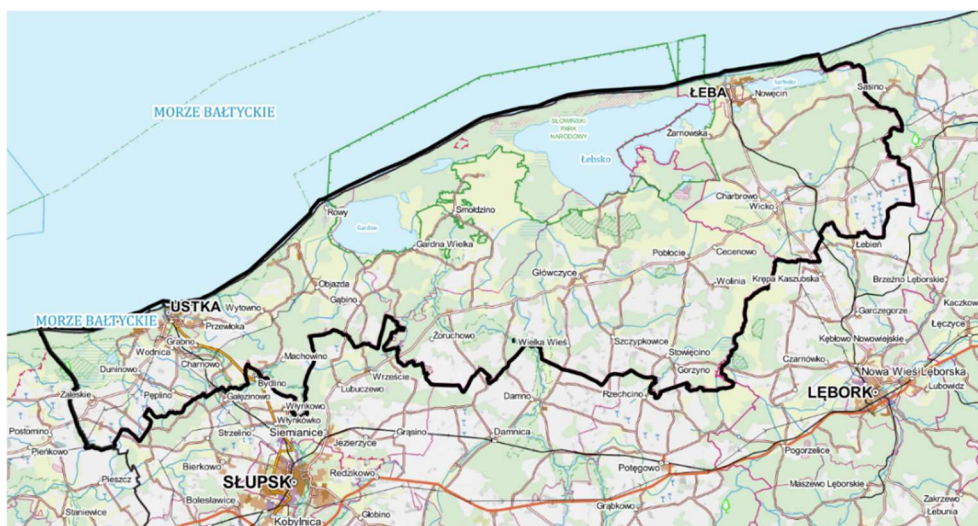 MORZE BAŁTYCKIE
ŁEBA
Nowęcin
Sasino
SŁOWIŃSKI
PARK
NARODOWY
Żarnowska
Łebsko
Charbrowo
Wicko
Rowy
Gardno
Smołdzino
Gardna Wielka
Łebień
Pobłocie
Cecenowo
Główczyce
Krępa Kaszubska
Brzeźno Lęborskie
Wolinia
Objazda
Gąbino
USTKA
Wytowno
MORZE BAŁTYCKIE
Przewłoka
Kaczkowo
Garczegorze
Łęczyce
Grabno
Wodnica
Charnowo
Duninowo
Machowino
Żoruchowo
Wielka Wieś
Szczypkowice
Stowięcino
Kębłowo Nowowiejskie
Czarnówko
Nowa Wieś Lęborska
Lubowidz
Zaleskie
Pęplino
Bydlino
Gałęzinowo
Wrzeście
Lubuczewo
Gorzyno
Rzechcino
Damno
LĘBORK
Włynkowo
Włynkówko
Postomino
Strzelino
Siemianice
Pieńkowo
Jezierzyce
Grąsino
Damnica
Pogorzelice
Bierkowo
Redzikowo
Potęgowo
Pieszcz
SŁUPSK
Maszewo Lęborskie
Bolesławice
Staniewice
Kobylnica
Głobino
Grąbkowo
Zakrzewo
Łebunia